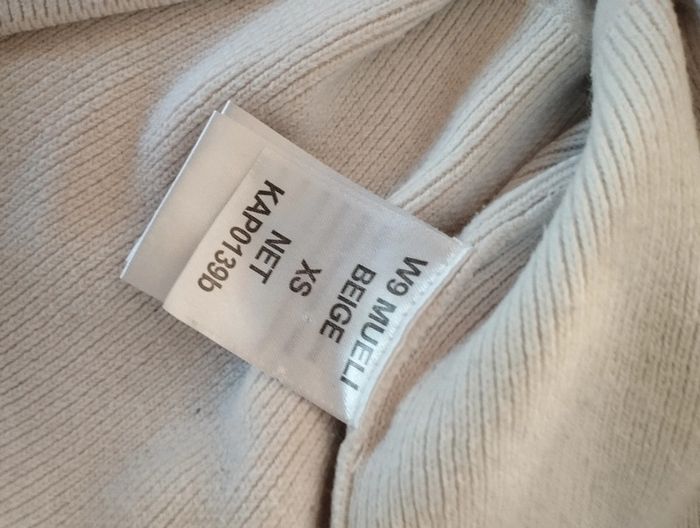 W9 MUELI
BEIGE
XS
NET
KAP0139b